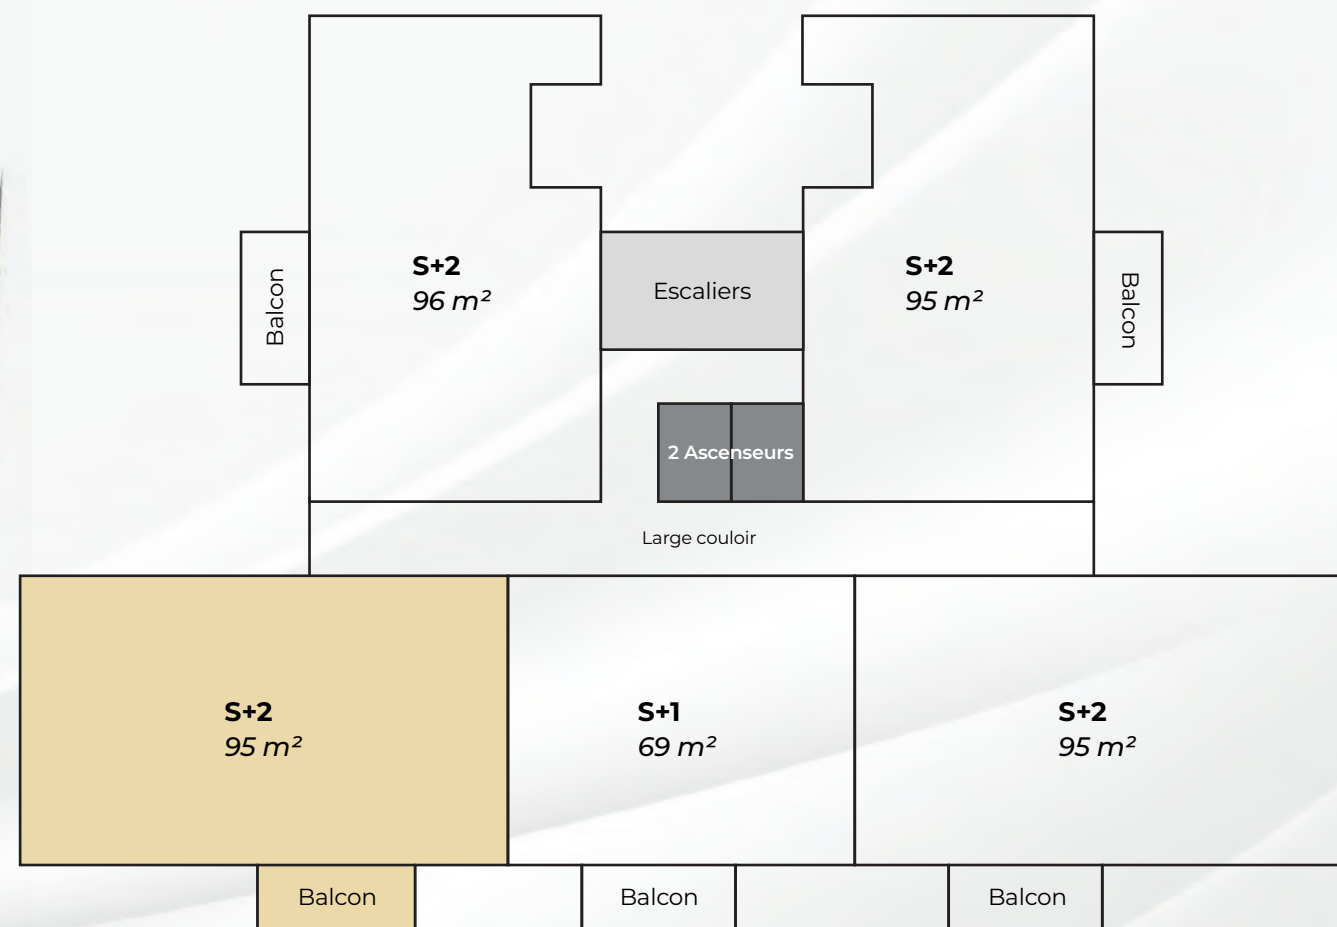 S+2
96 m²
Escaliers
S+2
95 m²
Balcon
Balcon
2 Ascenseurs
Large couloir
S+2
95 m²
S+1
69 m²
S+2
95 m²
Balcon
Balcon
Balcon